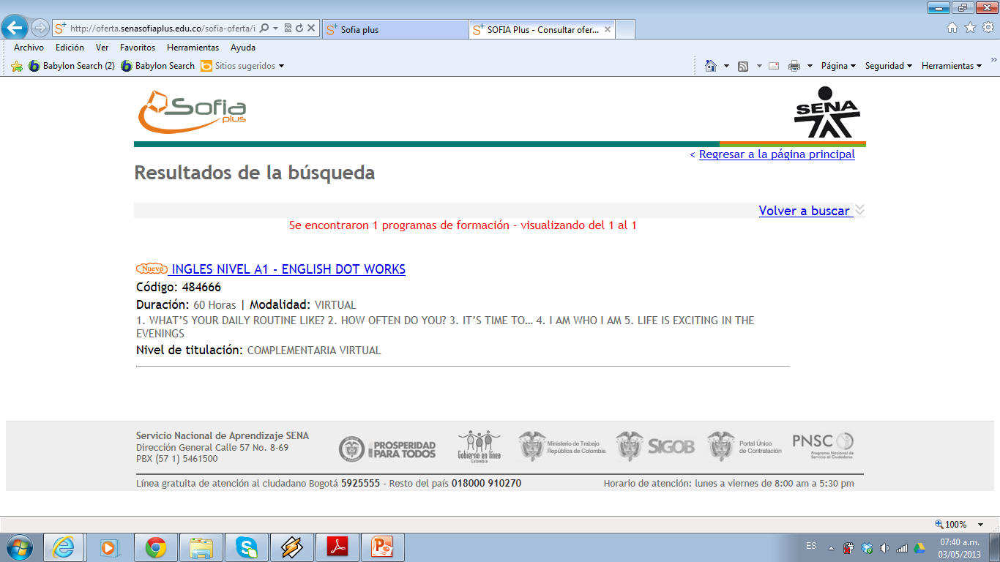 http://oferta.senasofiaplus.edu.co/sofia-oferta/i
Sofia plus
SOFIA Plus - Consultar ofer...
Archivo Edición Ver Favoritos Herramientas Ayuda
Babylon Search (2) Babylon Search Sitios sugeridos
Página Seguridad Herramientas
Sofia plus
SENA
< Regresar a la página principal
Resultados de la búsqueda
Volver a buscar
Se encontraron 1 programas de formación - visualizando del 1 al 1
Nuevo INGLES NIVEL A1 - ENGLISH DOT WORKS
Código: 484666
Duración: 60 Horas | Modalidad: VIRTUAL
1. WHAT'S YOUR DAILY ROUTINE LIKE? 2. HOW OFTEN DO YOU? 3. IT'S TIME TO... 4. I AM WHO I AM 5. LIFE IS EXCITING IN THE
EVENINGS
Nivel de titulación: COMPLEMENTARIA VIRTUAL
Servicio Nacional de Aprendizaje SENA
Dirección General Calle 57 No. 8-69
PBX (57 1) 5461500
PROSPERIDAD
PARA TODOS
Gobierno en línea
Colombia
Ministerio de Trabajo
República de Colombia
SIGOB
Portal Único
de Contratación
PNSC
Programa Nacional de
Servicio al Ciudadano
Línea gratuita de atención al ciudadano Bogotá 5925555 - Resto del país 018000 910270
Horario de atención: lunes a viernes de 8:00 am a 5:30 pm
100%
ES
07:40 a.m.
03/05/2013